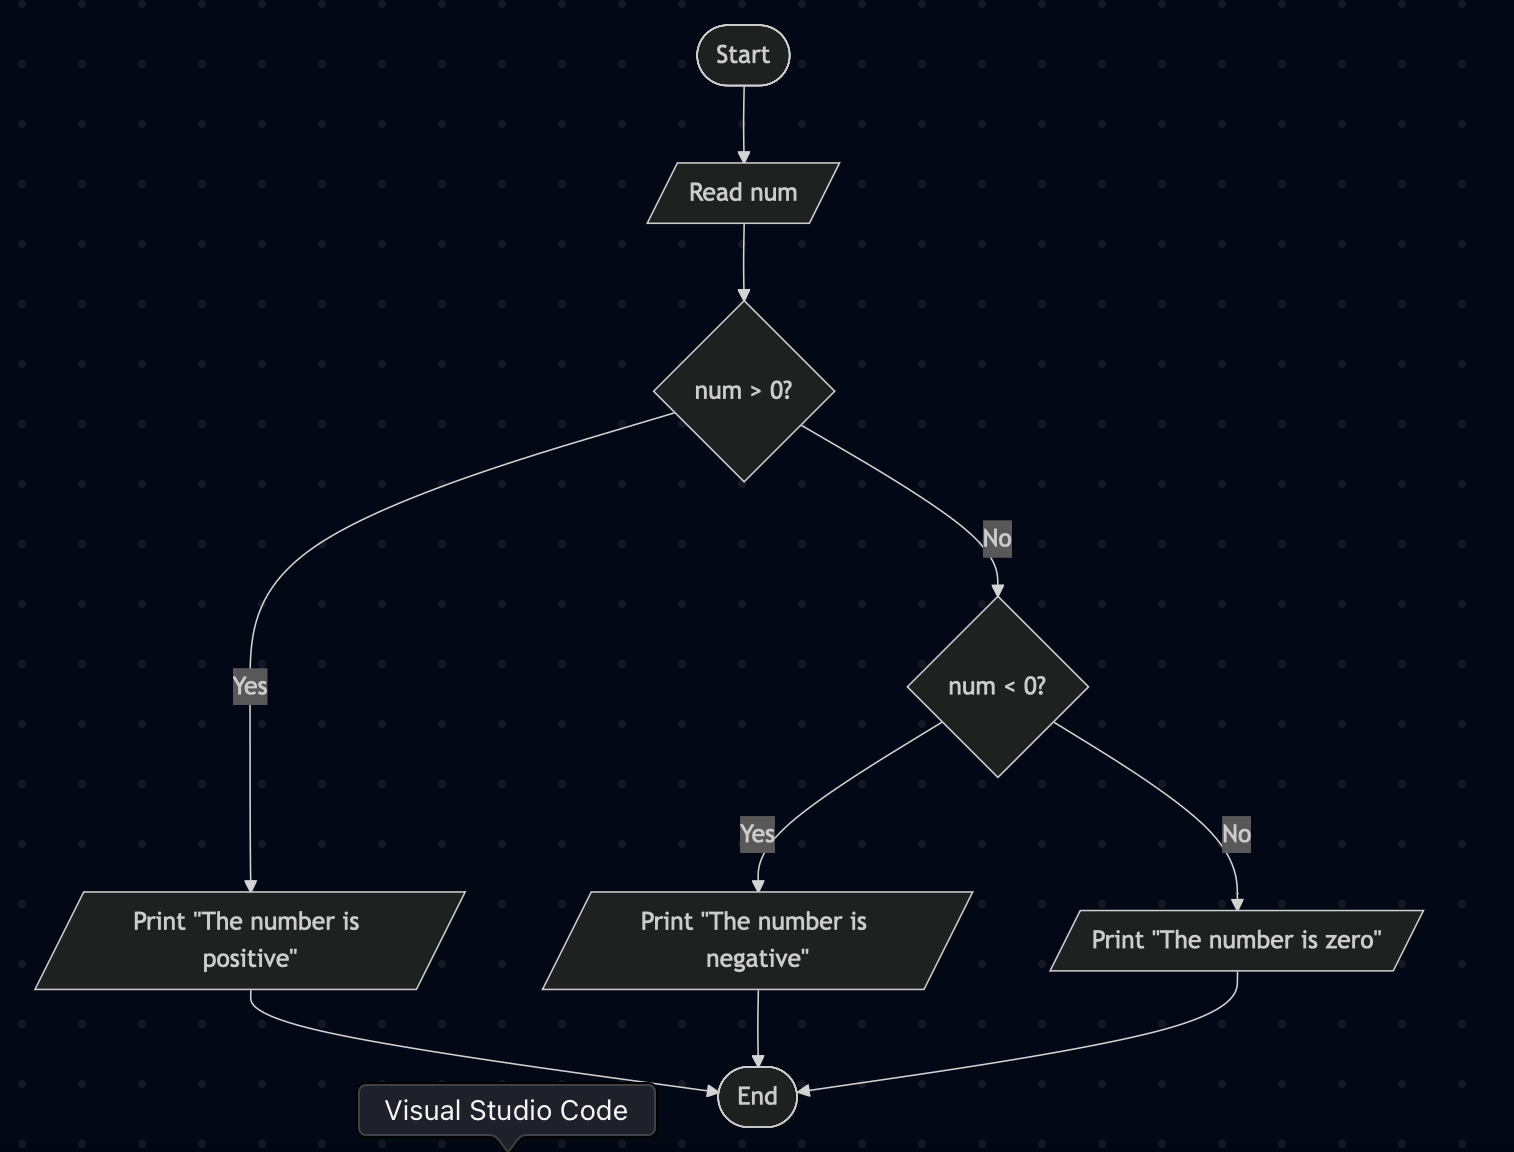 Start
Read num
num > 0?
No
Yes
num < 0?
Yes
No
Print "The number is
positive"
Print "The number is
negative"
Print "The number is zero"
End
Visual Studio Code